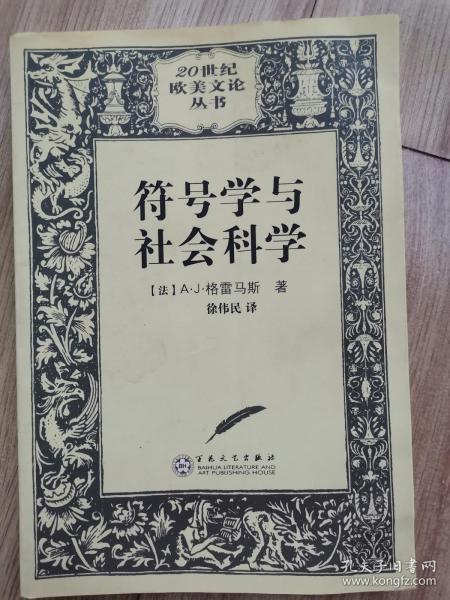 20世纪
欧美文论
丛书
符号学与
社会科学
【法】A·J·格雷马斯 著
徐伟民 译
百花文艺出版社
BAIHUA LITERATURE AND
ART PUBLISHING HOUSE
孔夫子旧书网
www.kongfz.com